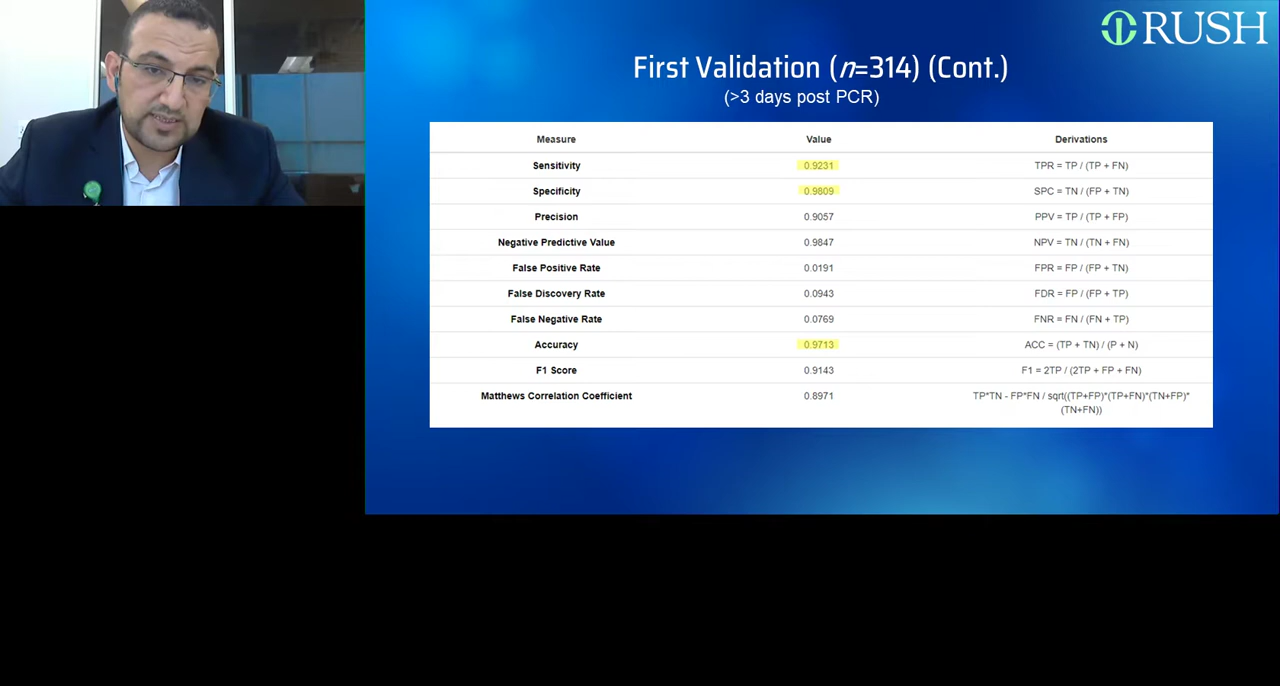 RUSH
First Validation (n=314) (Cont.)
(>3 days post PCR)
Measure Value Derivations
Sensitivity 0.9231 TPR = TP / (TP + FN)
Specificity 0.9809 SPC = TN / (FP + TN)
Precision 0.9057 PPV = TP / (TP + FP)
Negative Predictive Value 0.9847 NPV = TN / (TN + FN)
False Positive Rate 0.0191 FPR = FP / (FP + TN)
False Discovery Rate 0.0943 FDR = FP / (FP + TP)
False Negative Rate 0.0769 FNR = FN / (FN + TP)
Accuracy 0.9713 ACC = (TP + TN) / (P + N)
F1 Score 0.9143 F1 = 2TP / (2TP + FP + FN)
Matthews Correlation Coefficient 0.8971 TP*TN - FP*FN / sqrt((TP+FP)*(TP+FN)*(TN+FP)*
(TN+FN))